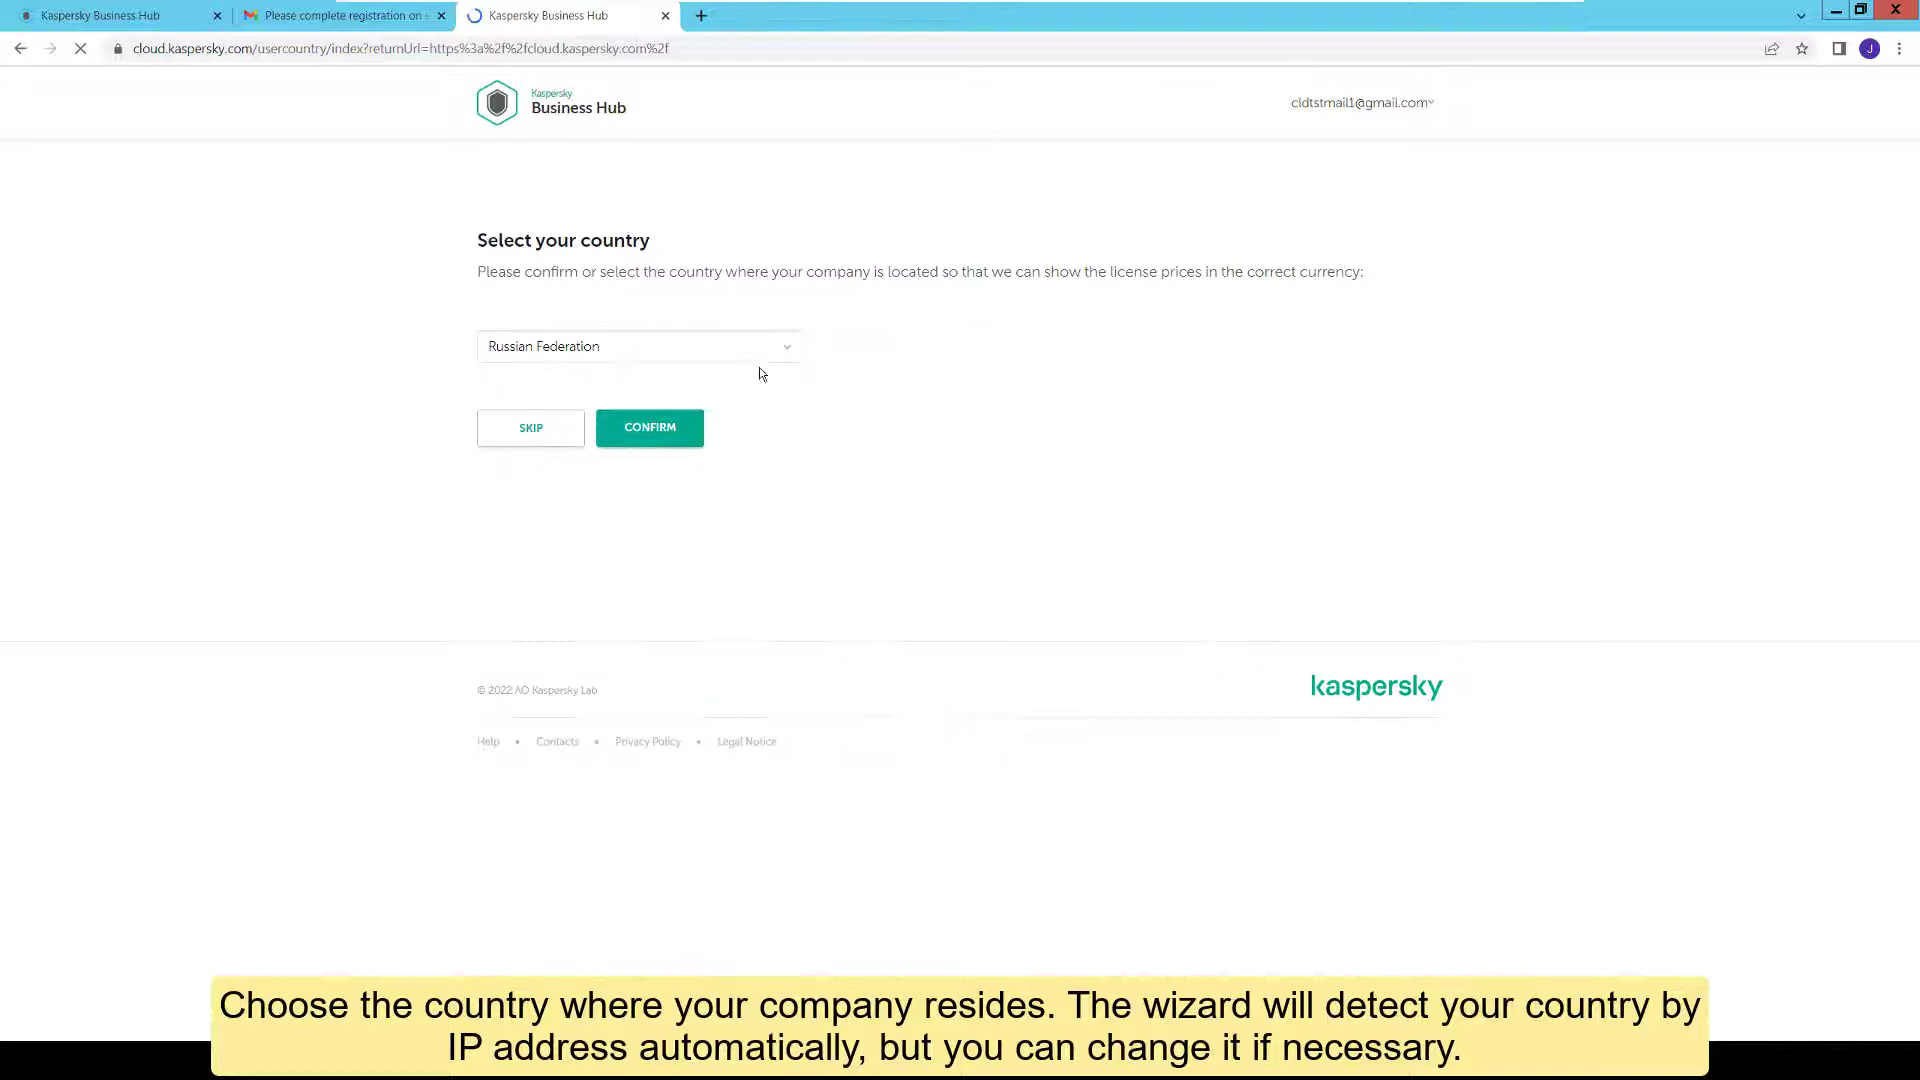 Kaspersky Business Hub
Please complete registration on
Kaspersky Business Hub
cloud.kaspersky.com/usercountry/index?returnUrl=https%3a%2f%2fcloud.kaspersky.com%2f
J
Kaspersky
Business Hub
cldtstmail1@gmail.com
Select your country
Please confirm or select the country where your company is located so that we can show the license prices in the correct currency:
Russian Federation
SKIP
CONFIRM
© 2022 AO Kaspersky Lab
kaspersky
Help • Contacts • Privacy Policy • Legal Notice
Choose the country where your company resides. The wizard will detect your country by
IP address automatically, but you can change it if necessary.